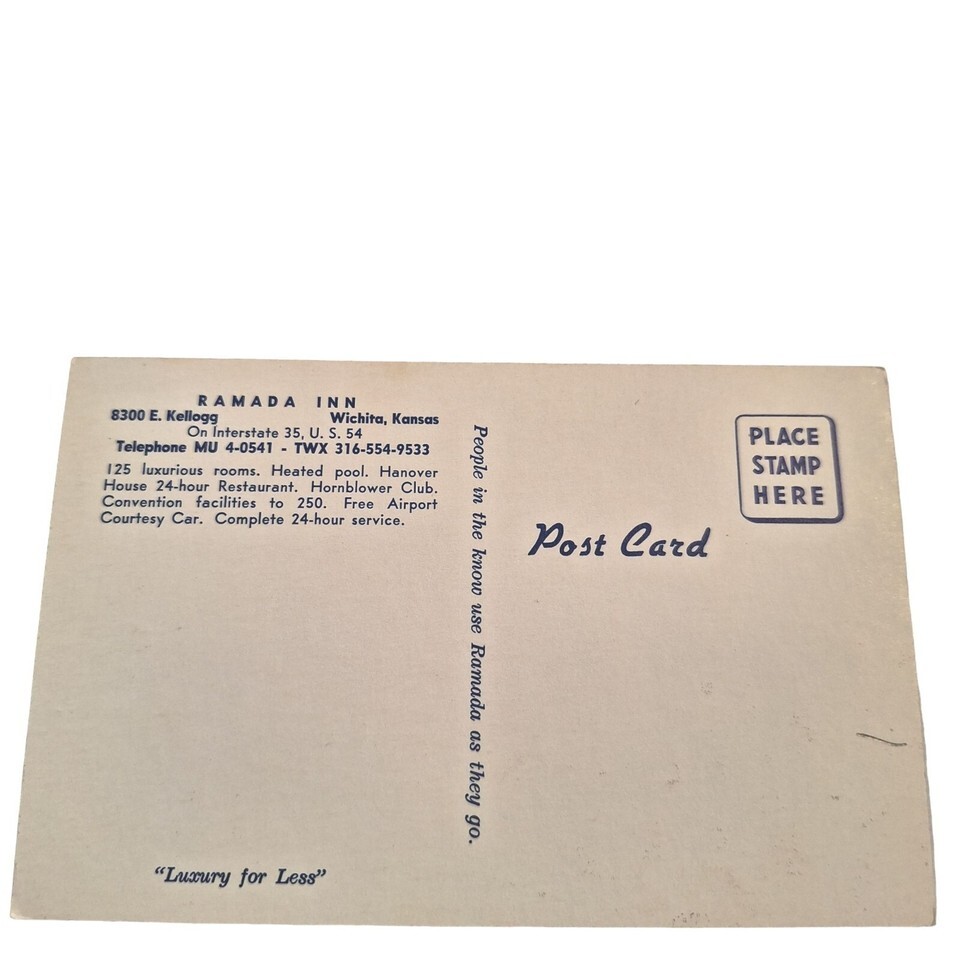 RAMADA INN
8300 E. Kellogg Wichita, Kansas
On Interstate 35, U. S. 54
Telephone MU 4-0541 - TWX 316-554-9533
125 luxurious rooms. Heated pool. Hanover
House 24-hour Restaurant. Hornblower Club.
Convention facilities to 250. Free Airport
Courtesy Car. Complete 24-hour service.
"Luxury for Less"
People in the know use Ramada as they go.
Post Card
PLACE
STAMP
HERE